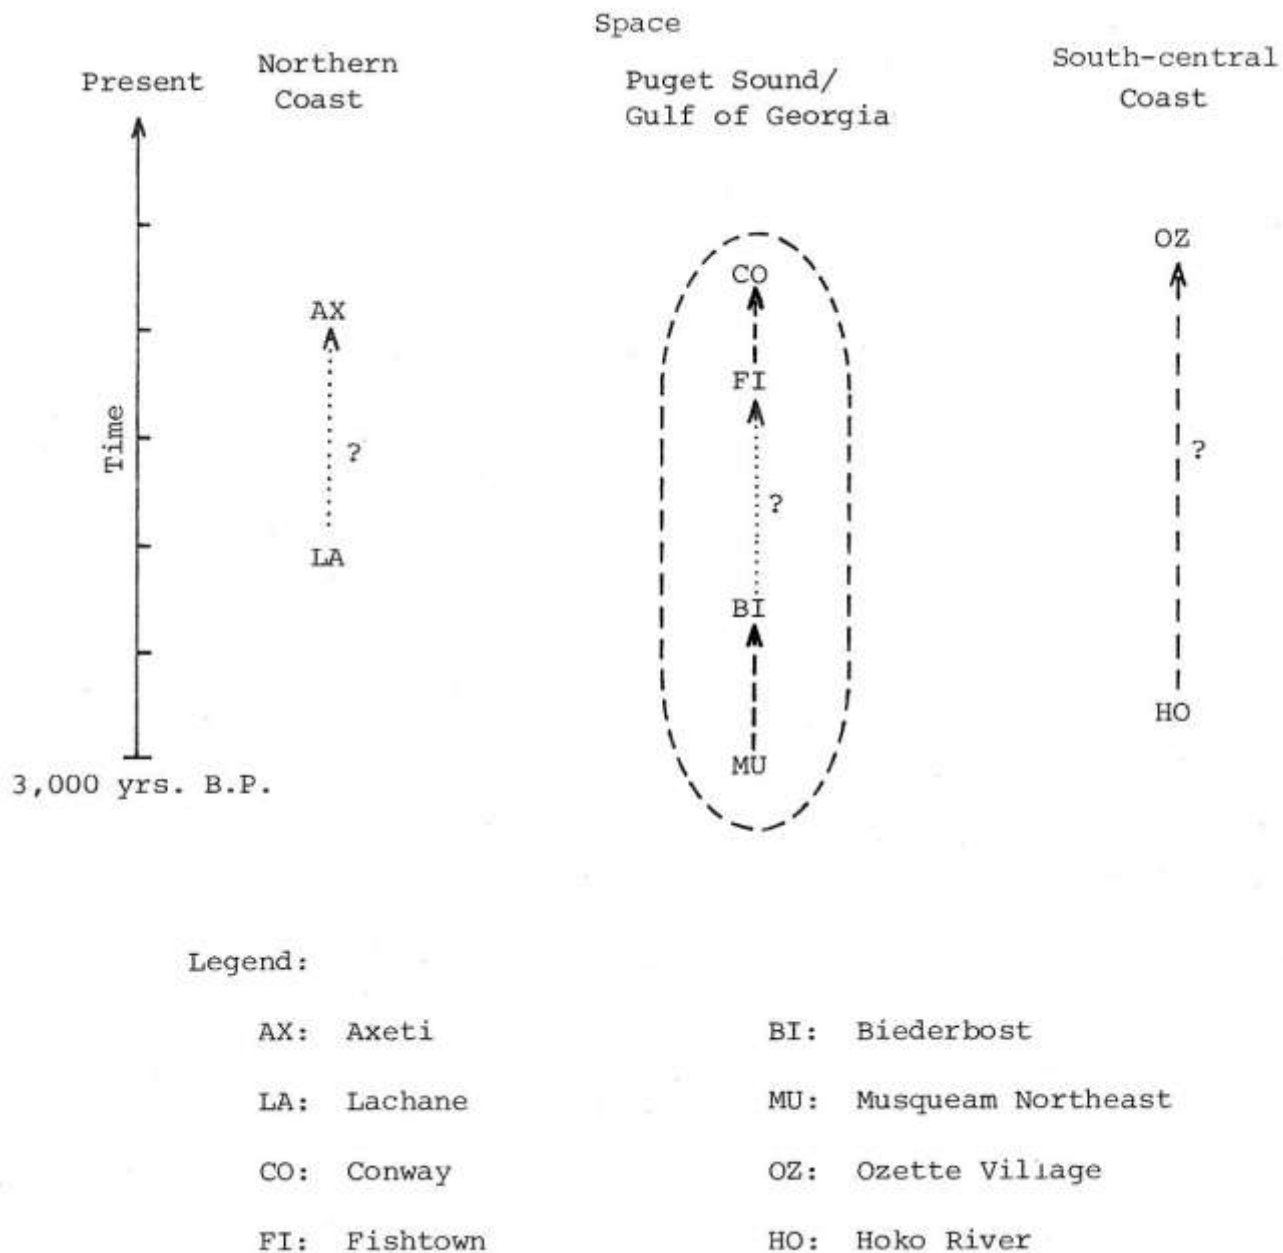 Space
Present
Northern
Coast
Puget Sound/
Gulf of Georgia
South-central
Coast
OZ
CO
AX
FI
Time
?
?
?
LA
BI
HO
MU
3,000 yrs. B.P.
Legend:
AX: Axeti
BI: Biederbost
LA: Lachane
MU: Musqueam Northeast
CO: Conway
OZ: Ozette Village
FI: Fishtown
HO: Hoko River